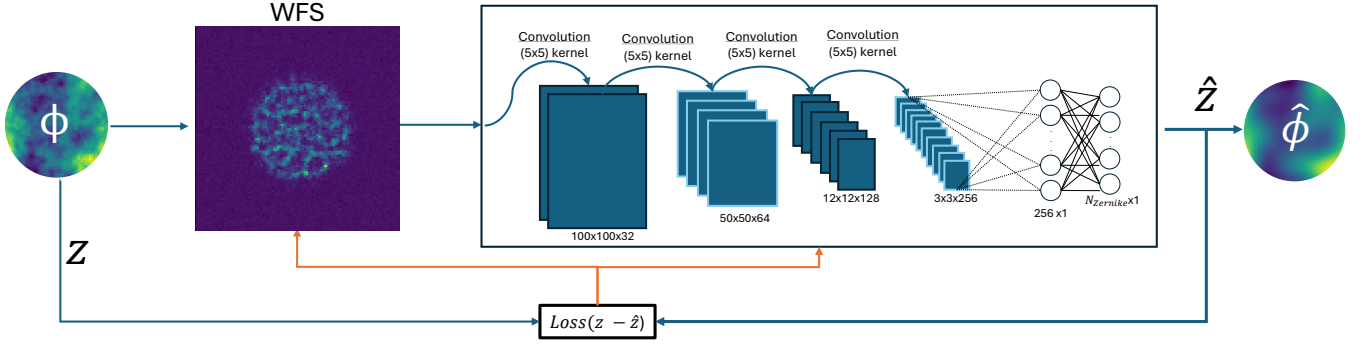 WFS
Convolution
(5x5) kernel
Convolution
(5x5) kernel
Convolution
(5x5) kernel
Convolution
(5x5) kernel
ϕ
Ẑ
ϕ̂
100x100x32
50x50x64
12x12x128
3x3x256
256 x1
N_Zernike x1
Z
Loss(z − ẑ)